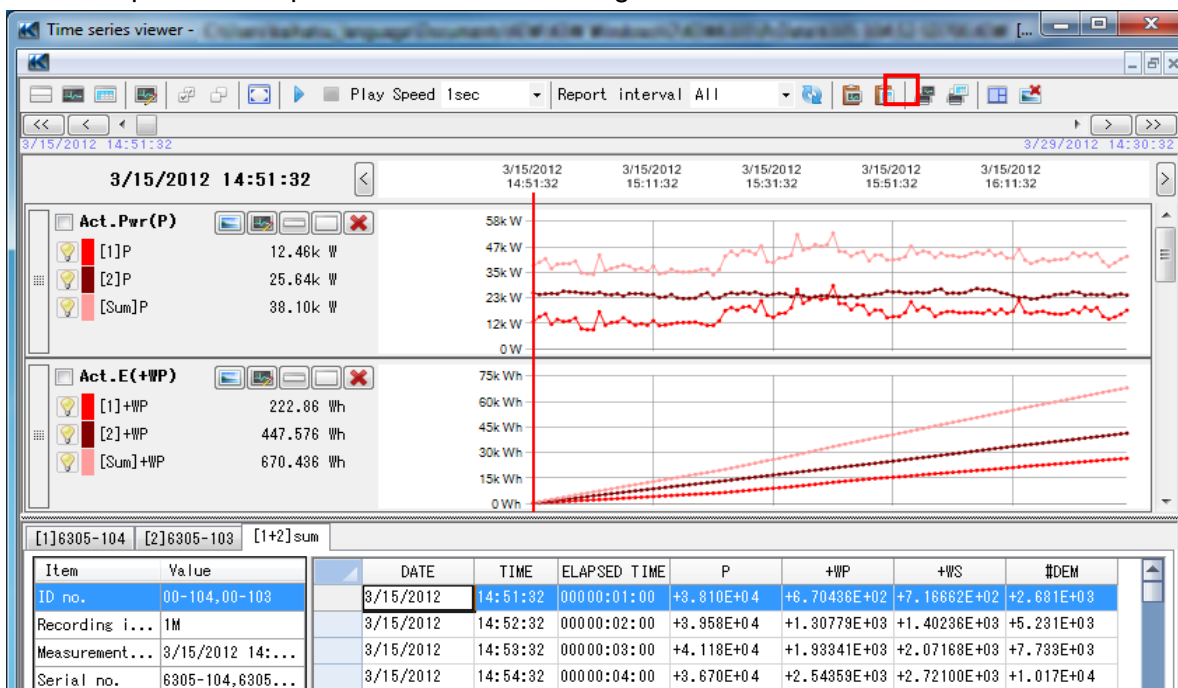 Time series viewer -
[...
Play Speed 1sec Report interval All
<< < > >>
3/15/2012 14:51:32 3/29/2012 14:30:32
3/15/2012 14:51:32 < 3/15/2012 3/15/2012 3/15/2012 3/15/2012 3/15/2012 >
14:51:32 15:11:32 15:31:32 15:51:32 16:11:32
Act.Pwr(P)
[1]P 12.46k W
[2]P 25.64k W
[Sum]P 38.10k W
58k W
47k W
35k W
23k W
12k W
0 W
Act.E(+WP)
[1]+WP 222.86 Wh
[2]+WP 447.576 Wh
[Sum]+WP 670.436 Wh
75k Wh
60k Wh
45k Wh
30k Wh
15k Wh
0 Wh
[1]6305-104 [2]6305-103 [1+2]sum
Item Value
ID no. 00-104,00-103
Recording i... 1M
Measurement... 3/15/2012 14:...
Serial no. 6305-104,6305...
DATE TIME ELAPSED TIME P +WP +WS #DEM
3/15/2012 14:51:32 00000:01:00 +3.810E+04 +6.70436E+02 +7.16662E+02 +2.681E+03
3/15/2012 14:52:32 00000:02:00 +3.958E+04 +1.30779E+03 +1.40236E+03 +5.231E+03
3/15/2012 14:53:32 00000:03:00 +4.118E+04 +1.93341E+03 +2.07168E+03 +7.733E+03
3/15/2012 14:54:32 00000:04:00 +3.670E+04 +2.54359E+03 +2.72100E+03 +1.017E+04